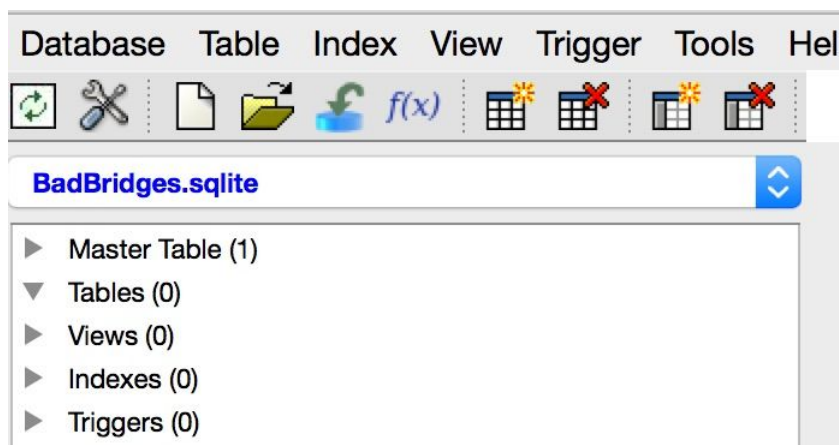 Database Table Index View Trigger Tools Hel
f(x)
BadBridges.sqlite
Master Table (1)
Tables (0)
Views (0)
Indexes (0)
Triggers (0)